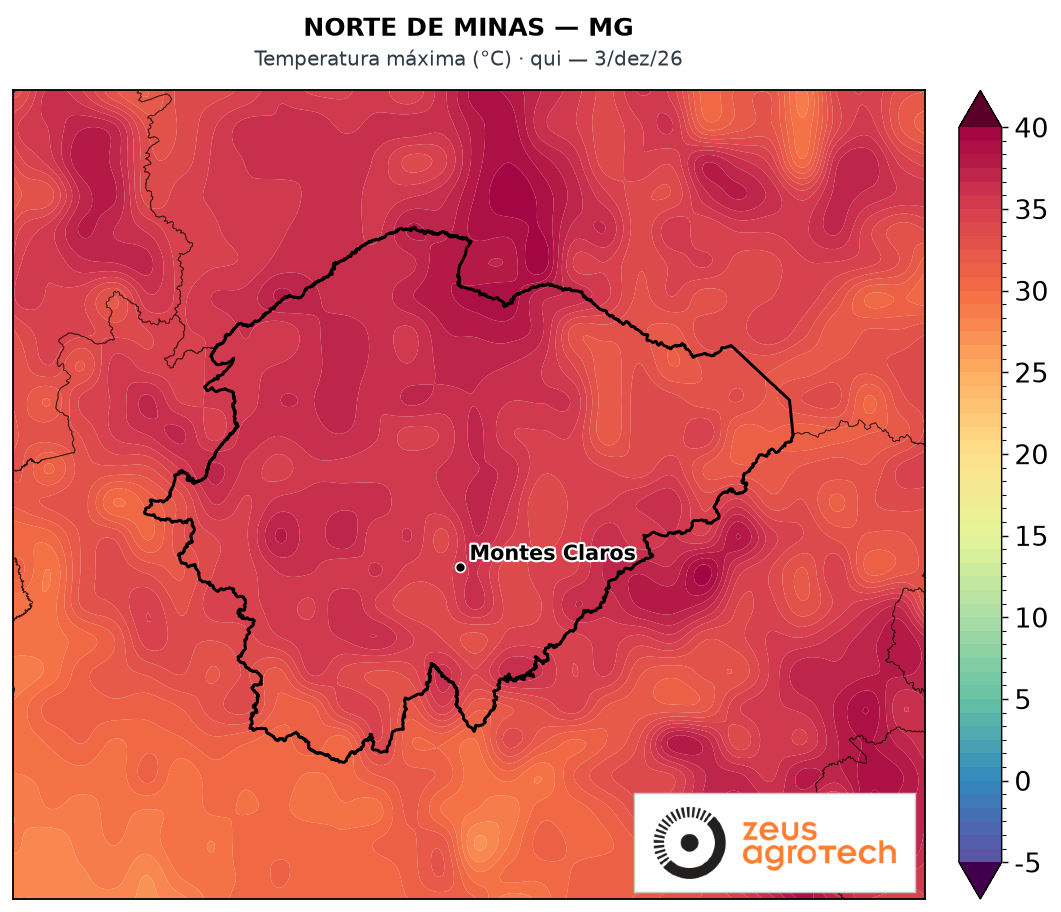 NORTE DE MINAS — MG
Temperatura máxima (°C) · qui — 3/dez/26
40
35
30
25
20
15
10
5
0
-5
Montes Claros
zeus
agroтech